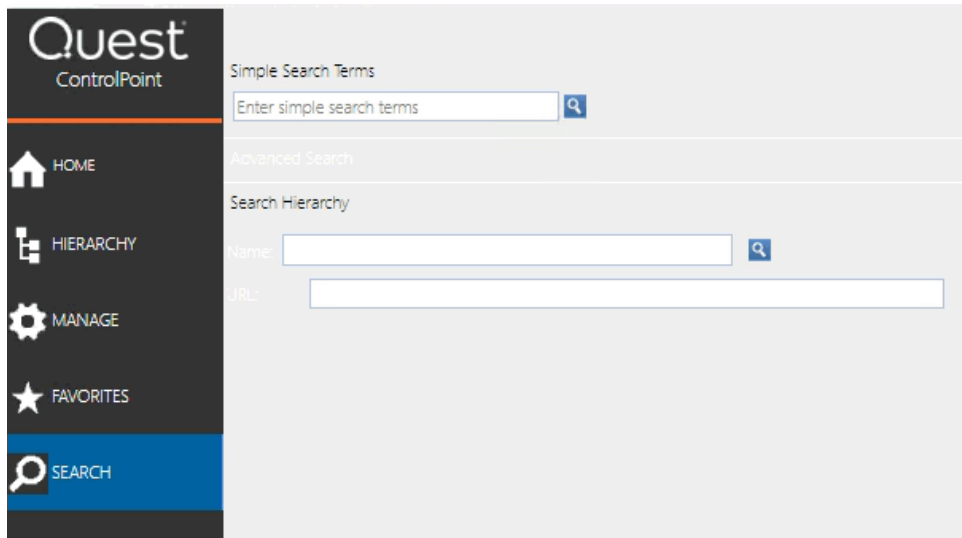 Quest
ControlPoint
HOME
HIERARCHY
MANAGE
FAVORITES
SEARCH
Simple Search Terms
Enter simple search terms
Advanced Search
Search Hierarchy
Name:
URL: